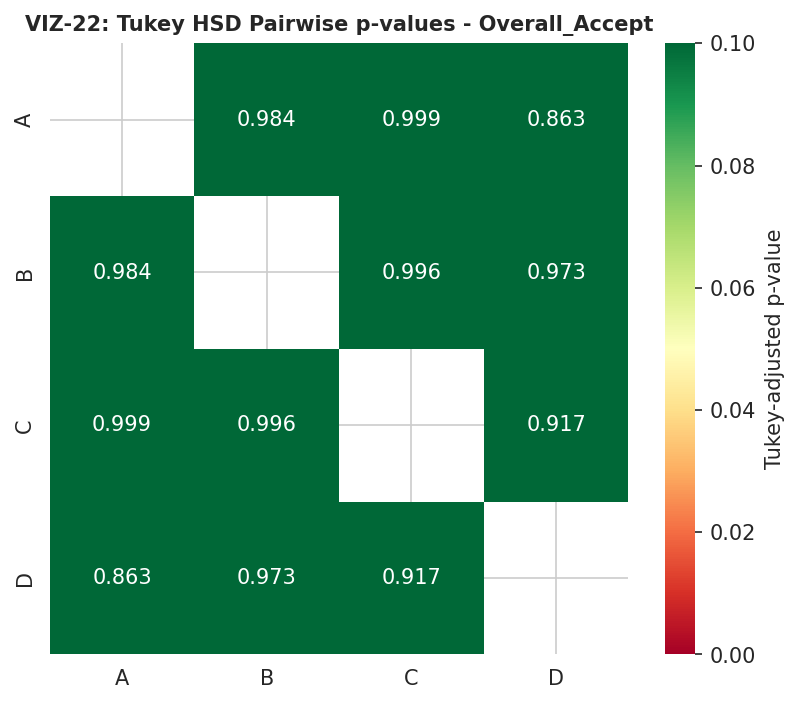 VIZ-22: Tukey HSD Pairwise p-values - Overall_Accept
A 0.984 0.999 0.863
B 0.984 0.996 0.973
C 0.999 0.996 0.917
D 0.863 0.973 0.917
A B C D
0.10
0.08
0.06
0.04
0.02
0.00
Tukey-adjusted p-value